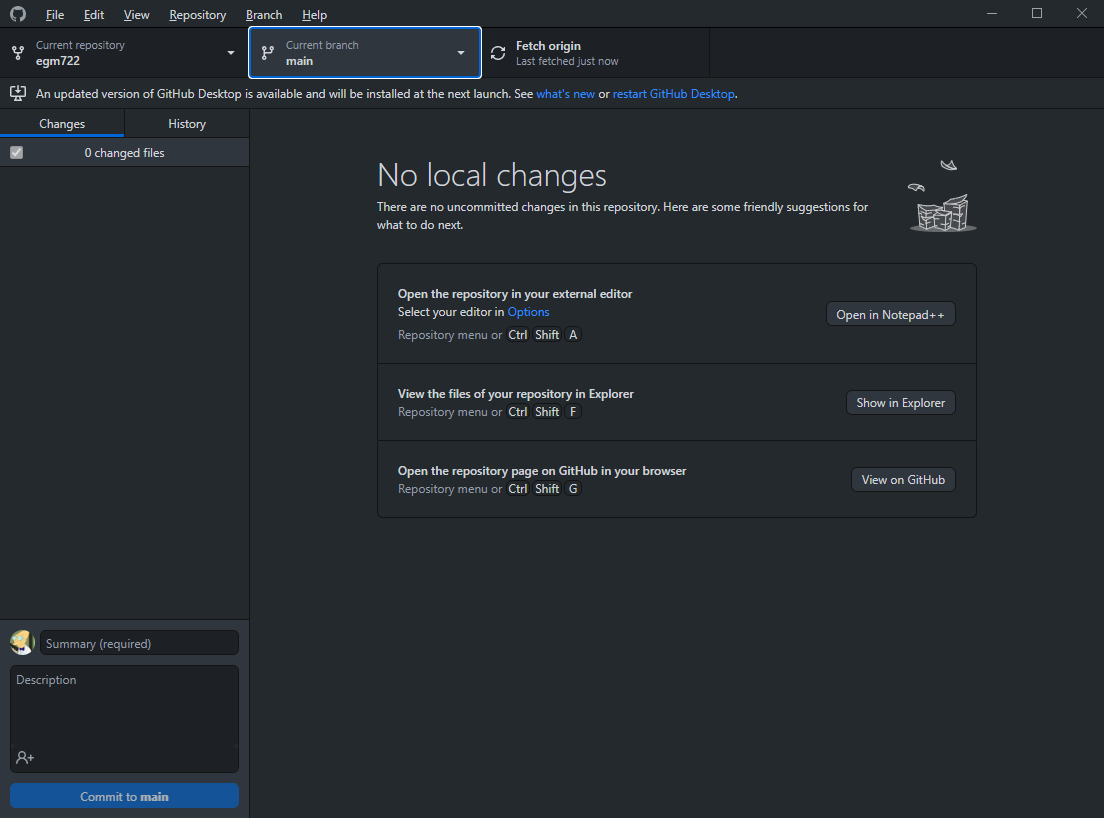 File Edit View Repository Branch Help
Current repository
egm722
Current branch
main
Fetch origin
Last fetched just now
An updated version of GitHub Desktop is available and will be installed at the next launch. See what's new or restart GitHub Desktop.
Changes History
0 changed files
No local changes
There are no uncommitted changes in this repository. Here are some friendly suggestions for
what to do next.
Open the repository in your external editor
Select your editor in Options
Repository menu or Ctrl Shift A
Open in Notepad++
View the files of your repository in Explorer
Repository menu or Ctrl Shift F
Show in Explorer
Open the repository page on GitHub in your browser
Repository menu or Ctrl Shift G
View on GitHub
Summary (required)
Description
Commit to main